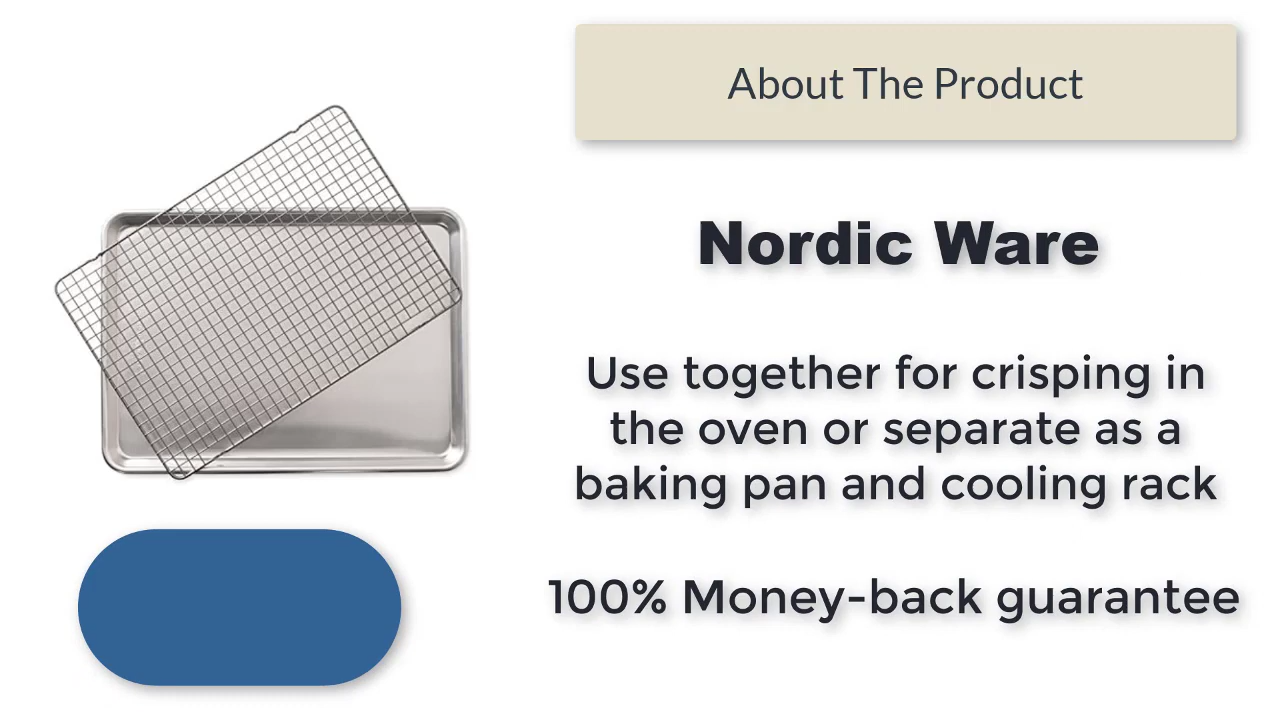 About The Product
Nordic Ware
Use together for crisping in
the oven or separate as a
baking pan and cooling rack
100% Money-back guarantee